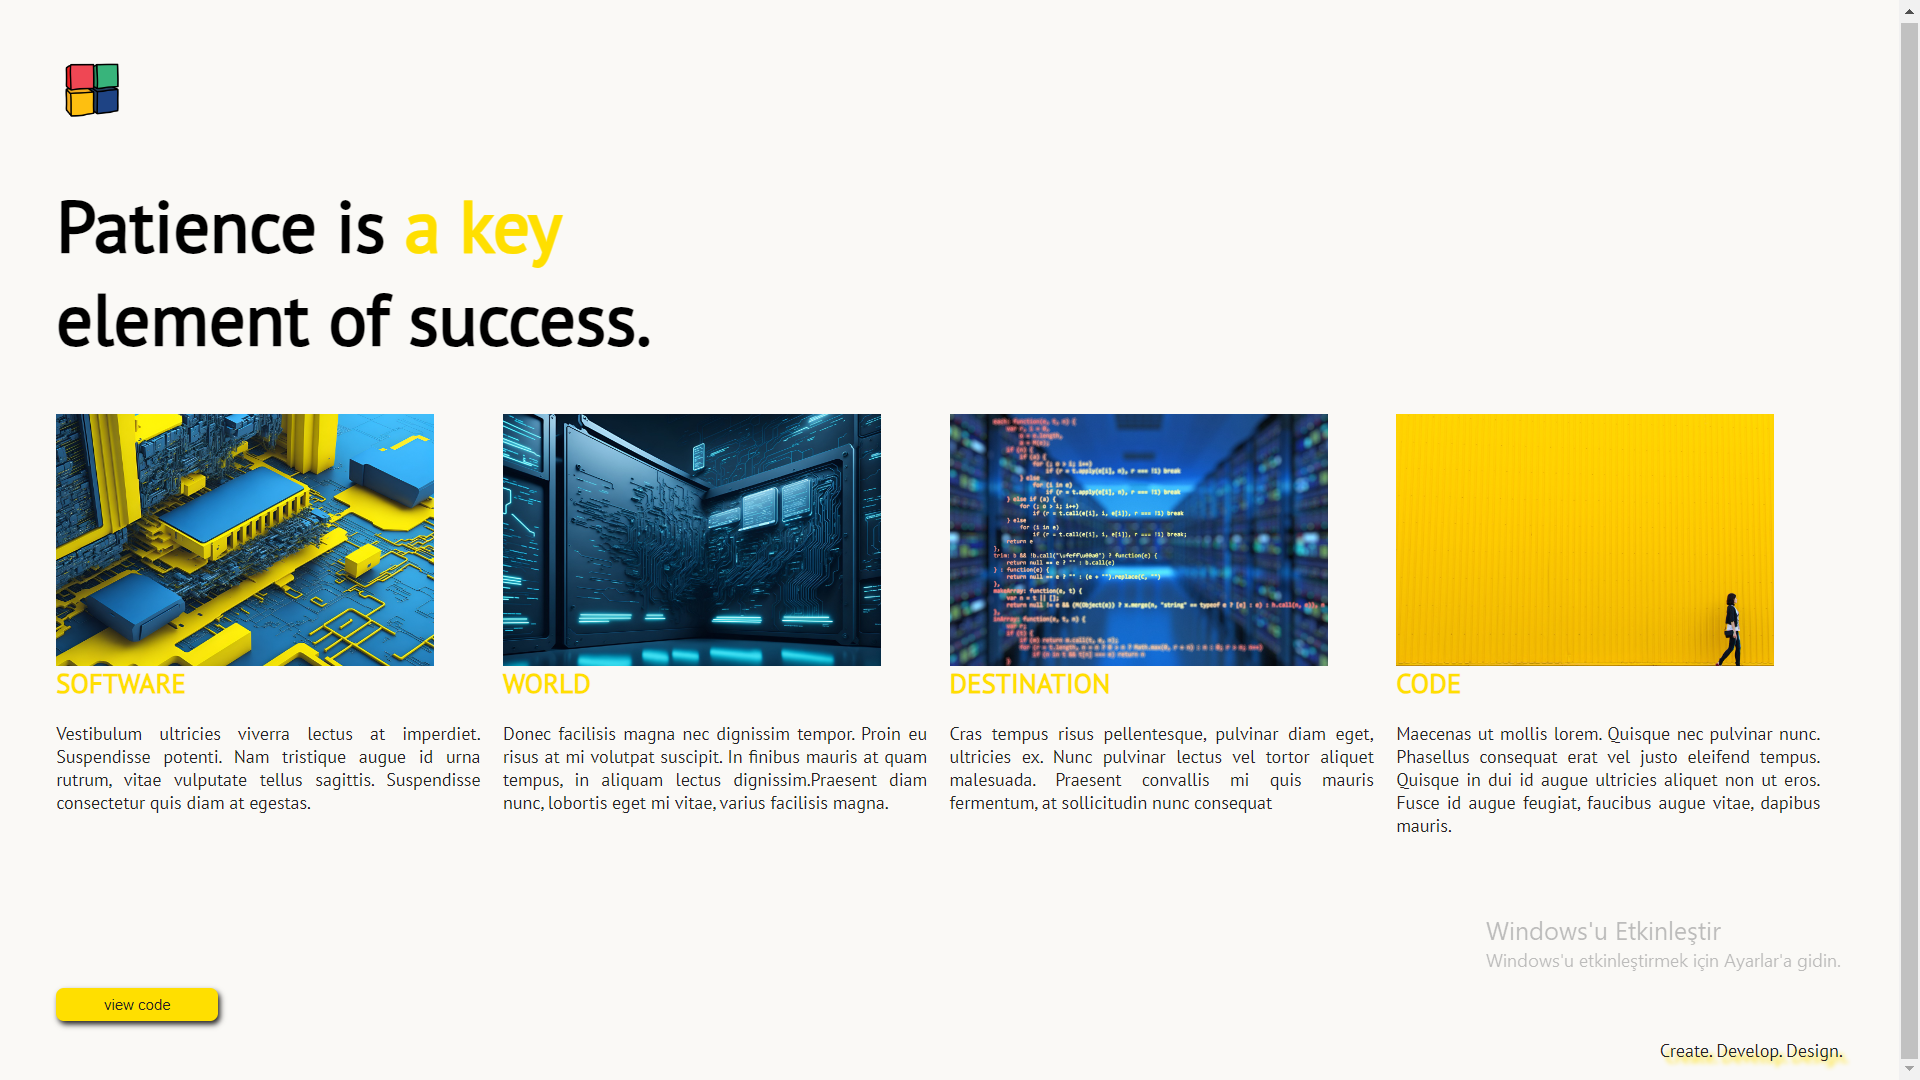 Patience is a key
element of success.
SOFTWARE
Vestibulum ultricies viverra lectus at imperdiet.
Suspendisse potenti. Nam tristique augue id urna
rutrum, vitae vulputate tellus sagittis. Suspendisse
consectetur quis diam at egestas.
WORLD
Donec facilisis magna nec dignissim tempor. Proin eu
risus at mi volutpat suscipit. In finibus mauris at quam
tempus, in aliquam lectus dignissim.Praesent diam
nunc, lobortis eget mi vitae, varius facilisis magna.
DESTINATION
Cras tempus risus pellentesque, pulvinar diam eget,
ultricies ex. Nunc pulvinar lectus vel tortor aliquet
malesuada. Praesent convallis mi quis mauris
fermentum, at sollicitudin nunc consequat
CODE
Maecenas ut mollis lorem. Quisque nec pulvinar nunc.
Phasellus consequat erat vel justo eleifend tempus.
Quisque in dui id augue ultricies aliquet non ut eros.
Fusce id augue feugiat, faucibus augue vitae, dapibus
mauris.
Windows'u Etkinleştir
Windows'u etkinleştirmek için Ayarlar'a gidin.
view code
Create. Develop. Design.